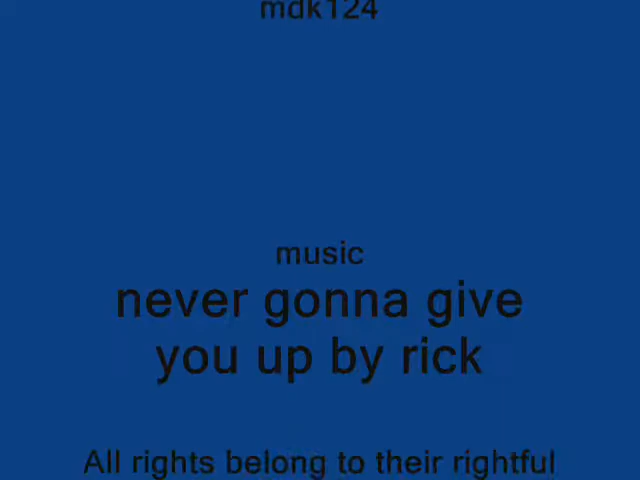 mdk124
music
never gonna give
you up by rick
All rights belong to their rightful